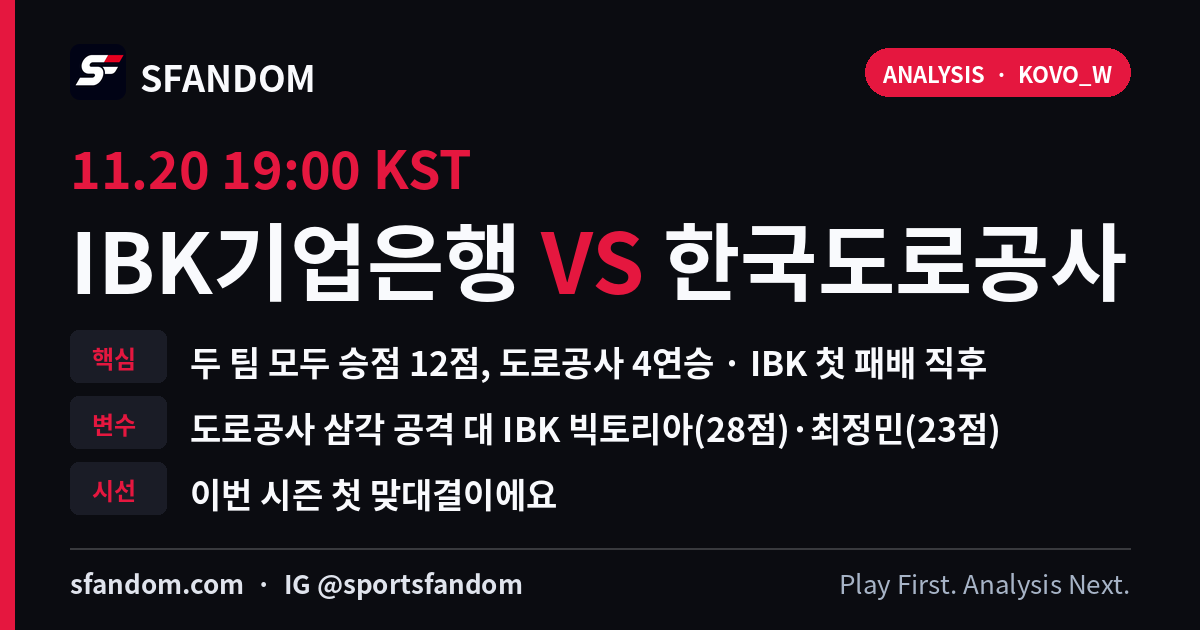 SF SFANDOM
ANALYSIS · KOVO_W
11.20 19:00 KST
IBK기업은행 VS 한국도로공사
핵심 두 팀 모두 승점 12점, 도로공사 4연승 · IBK 첫 패배 직후
변수 도로공사 삼각 공격 대 IBK 빅토리아(28점)·최정민(23점)
시선 이번 시즌 첫 맞대결이에요
sfandom.com · IG @sportsfandom
Play First. Analysis Next.